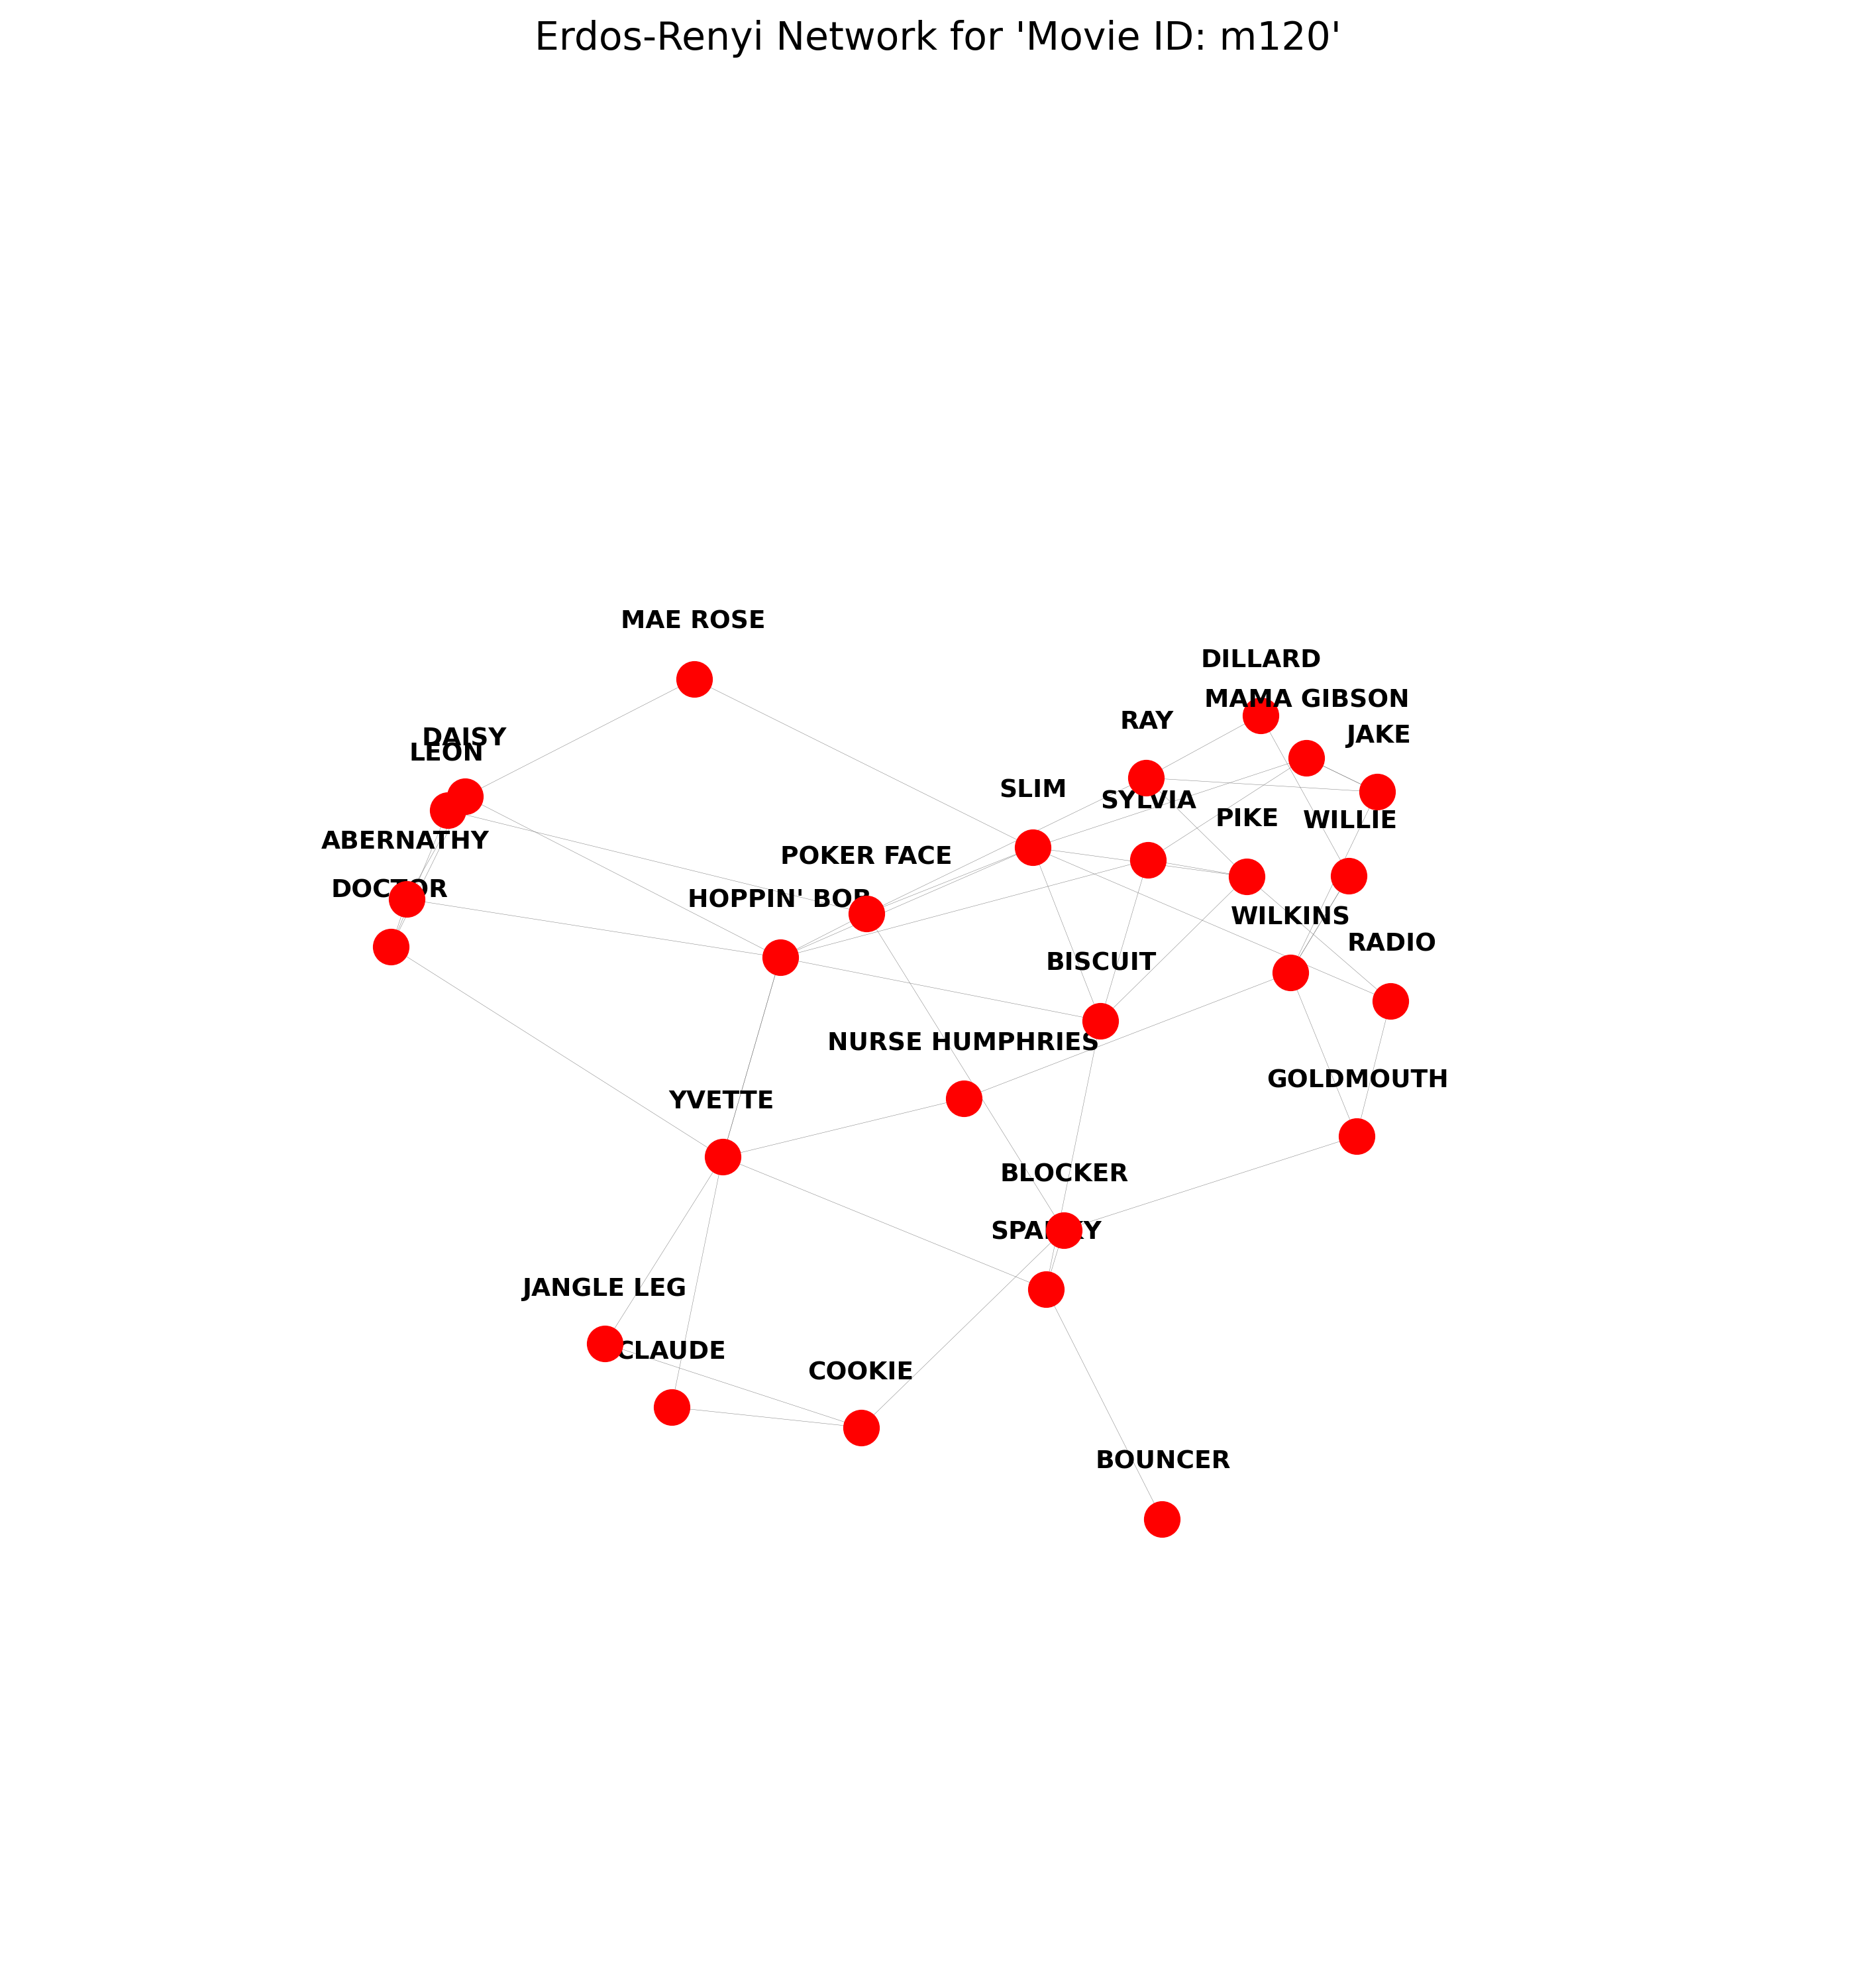 Erdos-Renyi Network for 'Movie ID: m120'
MAE ROSE
DILLARD
MAMA GIBSON
RAY
JAKE
DAISY
LEON
SLIM
SYLVIA
PIKE
WILLIE
ABERNATHY
POKER FACE
DOCTOR
HOPPIN' BOB
WILKINS
RADIO
BISCUIT
NURSE HUMPHRIES
GOLDMOUTH
YVETTE
BLOCKER
SPANKY
JANGLE LEG
CLAUDE
COOKIE
BOUNCER